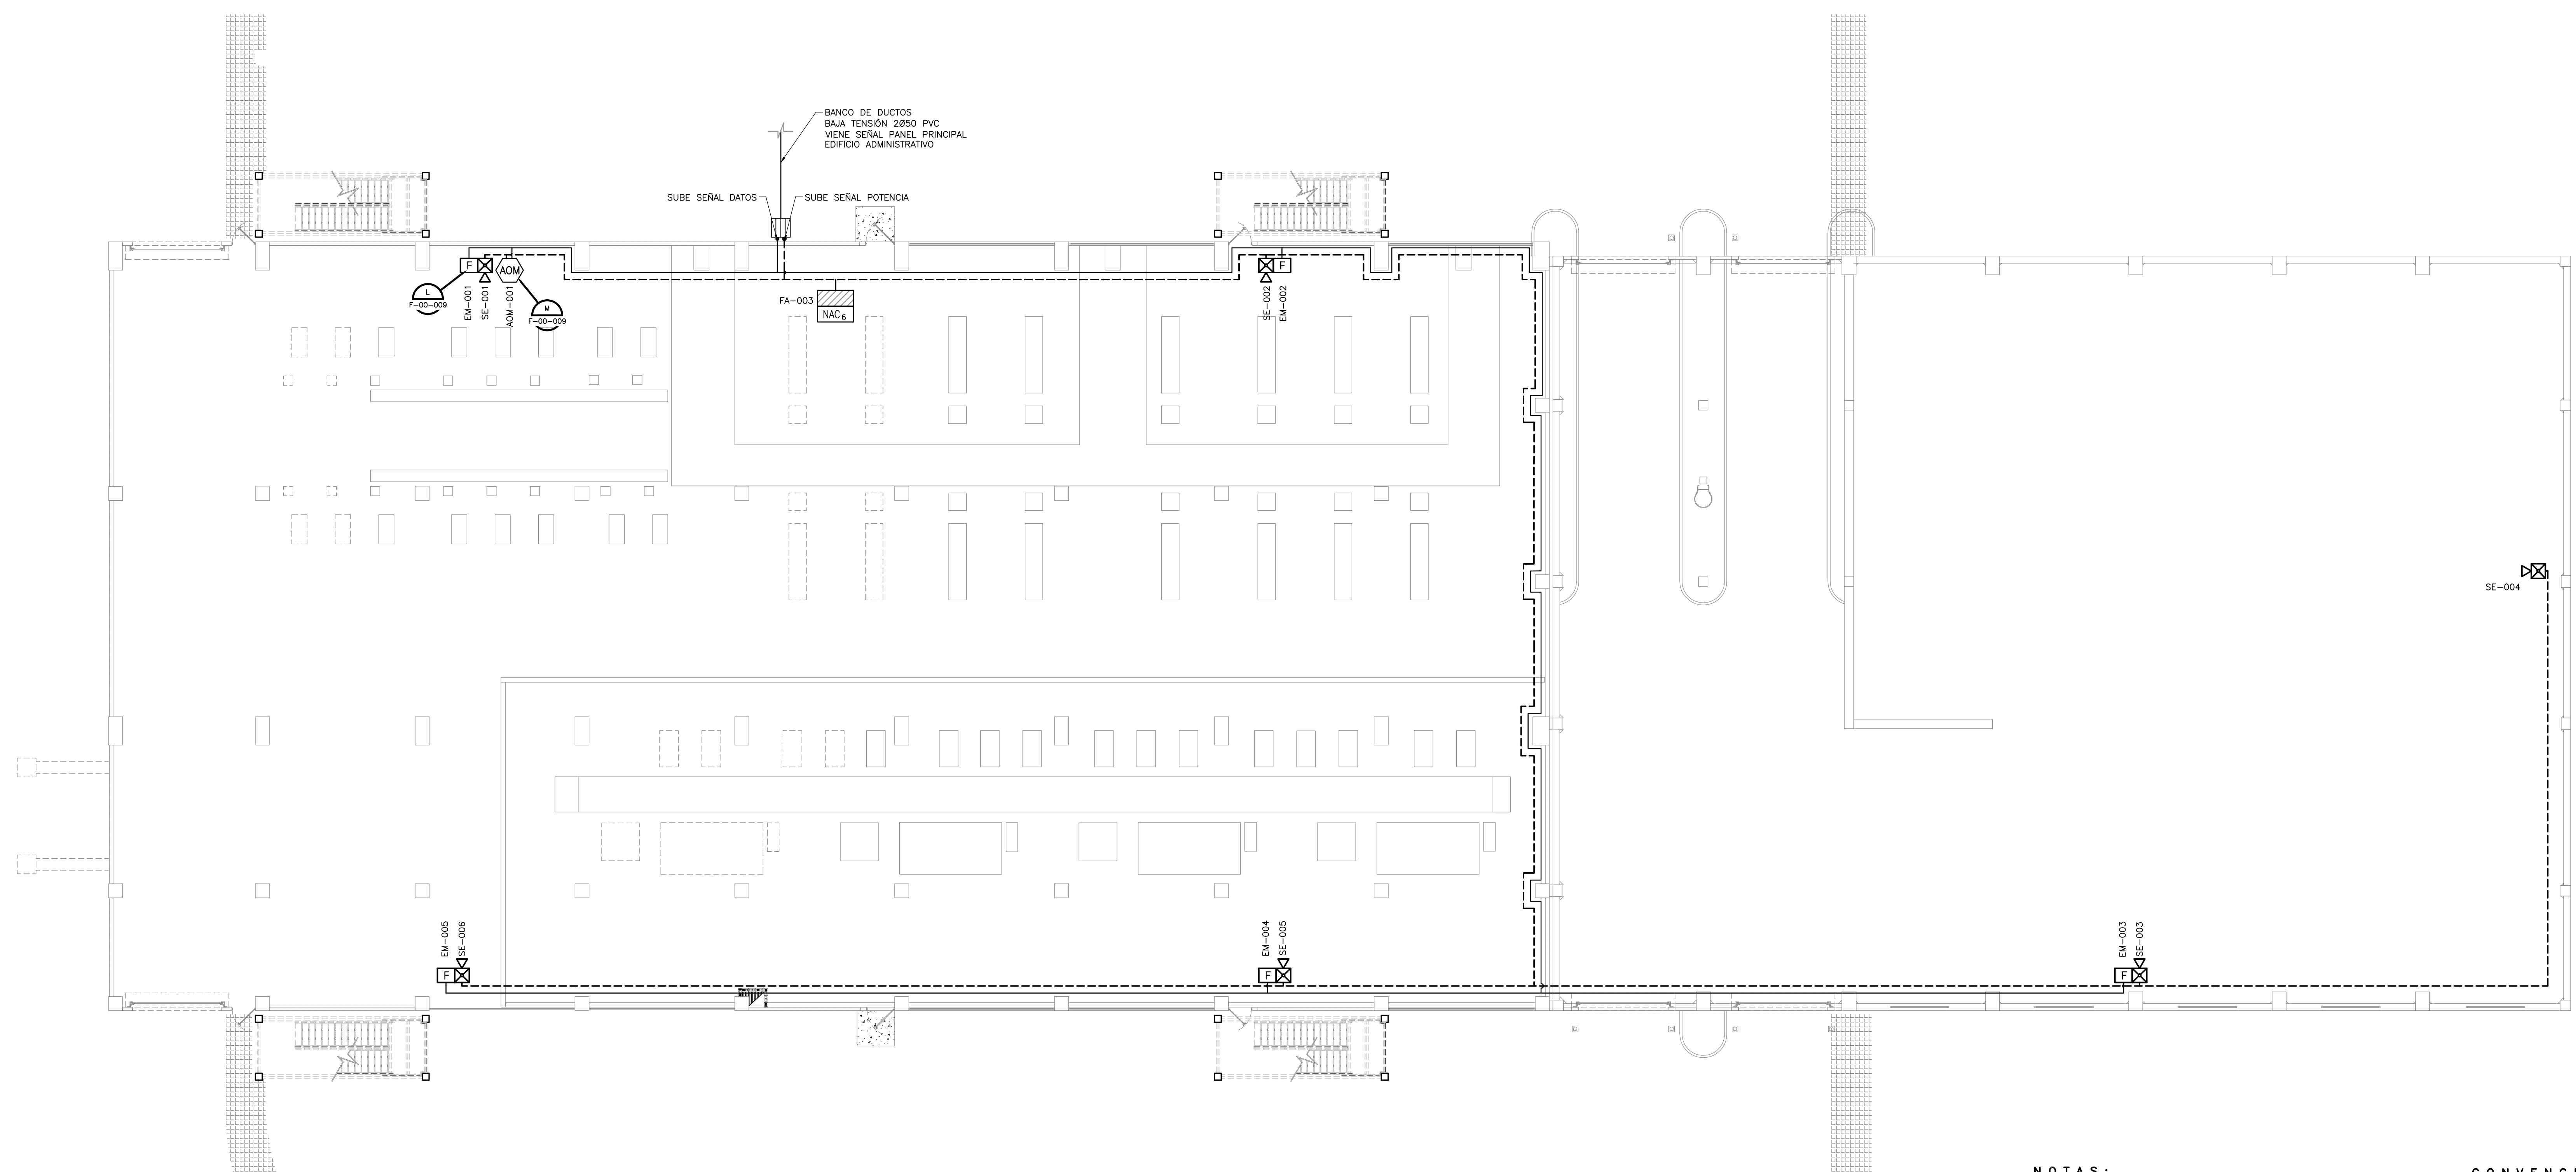 BANCO DE DUCTOS
BAJA TENSIÓN 2Ø50 PVC
VIENE SEÑAL PANEL PRINCIPAL
EDIFICIO ADMINISTRATIVO
SUBE SEÑAL DATOS
SUBE SEÑAL POTENCIA
F
AOM
L
F-00-009
EM-001
SE-001
AOM-001
M
F-00-009
FA-003
NAC6
F
SE-002
EM-002
SE-004
EM-005
SE-006
F
EM-004
SE-005
F
EM-003
SE-003
F
NOTAS: